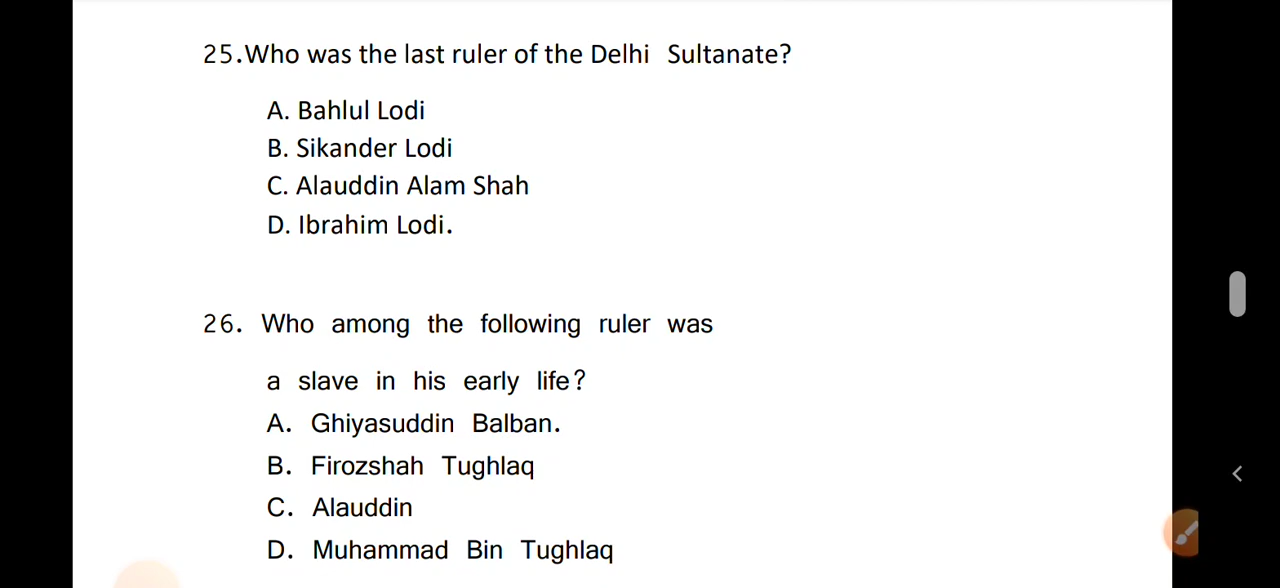 25.Who was the last ruler of the Delhi Sultanate?
A. Bahlul Lodi
B. Sikander Lodi
C. Alauddin Alam Shah
D. Ibrahim Lodi.
26. Who among the following ruler was
a slave in his early life?
A. Ghiyasuddin Balban.
B. Firozshah Tughlaq
C. Alauddin
D. Muhammad Bin Tughlaq